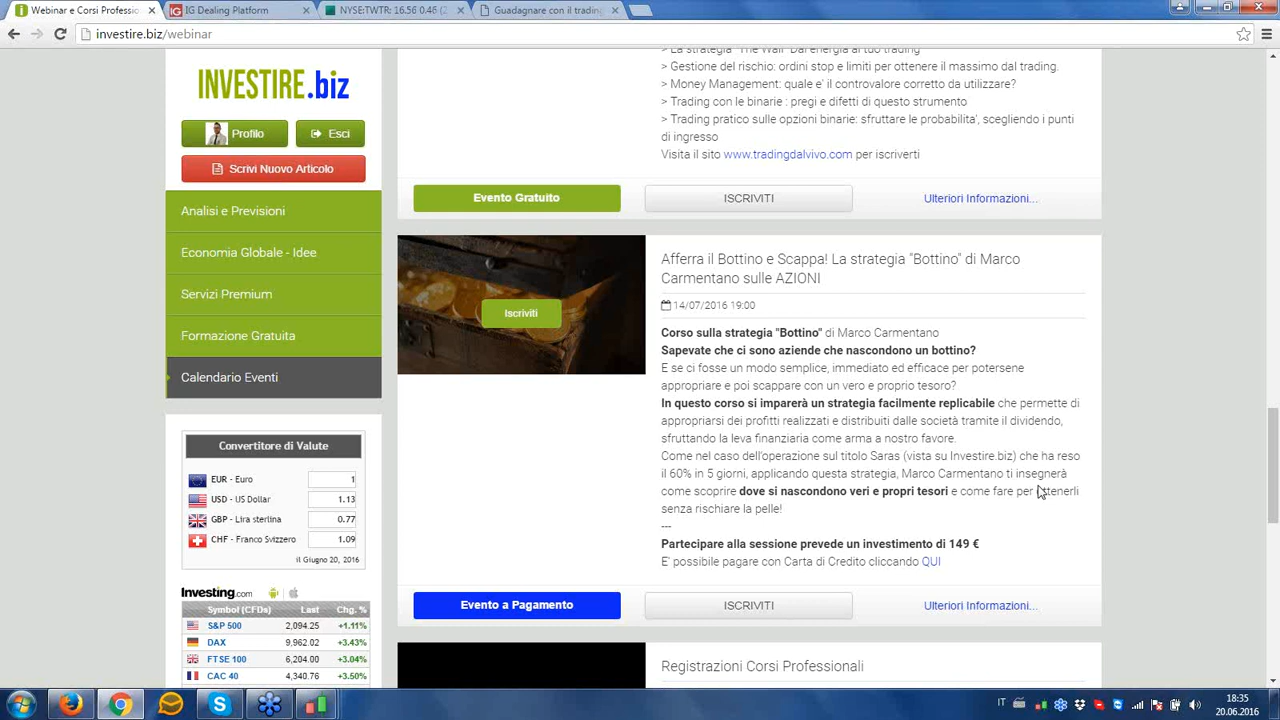 Webinar e Corsi Professio
IG Dealing Platform
NYSE:TWTR: 16.56 0.46 (2
Guadagnare con il trading
investire.biz/webinar
INVESTIRE.biz
Profilo
Esci
Scrivi Nuovo Articolo
Analisi e Previsioni
Economia Globale - Idee
Servizi Premium
Formazione Gratuita
Calendario Eventi
Convertitore di Valute
EUR - Euro 1
USD - US Dollar 1.13
GBP - Lira sterlina 0.77
CHF - Franco Svizzero 1.09
il Giugno 20, 2016
Investing.com
Symbol (CFDs) Last Chg. %
S&P 500 2,094.25 +1.11%
DAX 9,962.02 +3.43%
FTSE 100 6,204.00 +3.04%
CAC 40 4,340.76 +3.50%
> La strategia "The Wall" Dai energia al tuo trading
> Gestione del rischio: ordini stop e limiti per ottenere il massimo dal trading.
> Money Management: quale e' il controvalore corretto da utilizzare?
> Trading con le binarie : pregi e difetti di questo strumento
> Trading pratico sulle opzioni binarie: sfruttare le probabilita', scegliendo i punti
di ingresso
Visita il sito www.tradingdalvivo.com per iscriverti
Evento Gratuito
ISCRIVITI
Ulteriori Informazioni...
Iscriviti
Afferra il Bottino e Scappa! La strategia "Bottino" di Marco
Carmentano sulle AZIONI
14/07/2016 19:00
Corso sulla strategia "Bottino" di Marco Carmentano
Sapevate che ci sono aziende che nascondono un bottino?
E se ci fosse un modo semplice, immediato ed efficace per potersene
appropriare e poi scappare con un vero e proprio tesoro?
In questo corso si imparerà un strategia facilmente replicabile che permette di
appropriarsi dei profitti realizzati e distribuiti dalle società tramite il dividendo,
sfruttando la leva finanziaria come arma a nostro favore.
Come nel caso dell'operazione sul titolo Saras (vista su Investire.biz) che ha reso
il 60% in 5 giorni, applicando questa strategia, Marco Carmentano ti insegnerà
come scoprire dove si nascondono veri e propri tesori e come fare per ottenerli
senza rischiare la pelle!
---
Partecipare alla sessione prevede un investimento di 149 €
E' possibile pagare con Carta di Credito cliccando QUI
Evento a Pagamento
ISCRIVITI
Ulteriori Informazioni...
Registrazioni Corsi Professionali
IT
18:35
20.06.2016